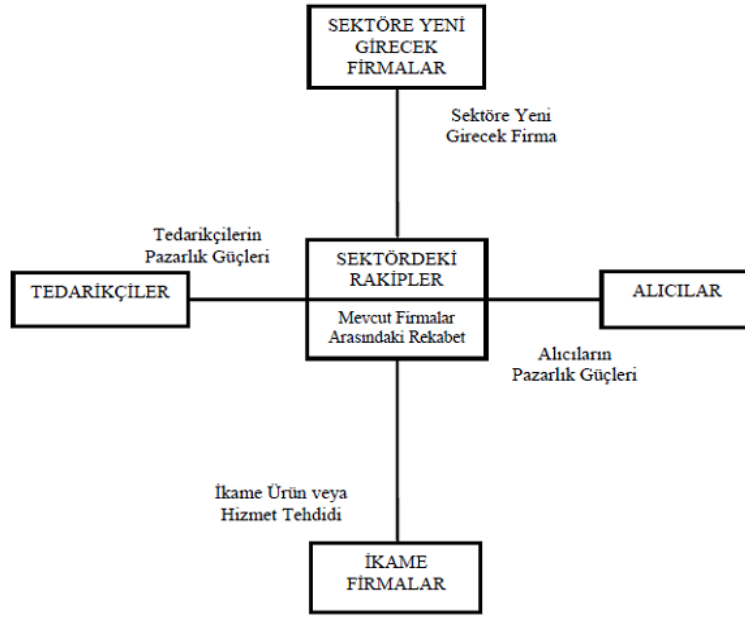 SEKTÖRE YENİ
GİRECEK
FİRMALAR
Sektöre Yeni
Girecek Firma
Tedarikçilerin
Pazarlık Güçleri
TEDARİKÇİLER
SEKTÖRDEKİ
RAKİPLER
Mevcut Firmalar
Arasındaki Rekabet
ALICILAR
Alıcıların
Pazarlık Güçleri
İkame Ürün veya
Hizmet Tehdidi
İKAME
FİRMALAR